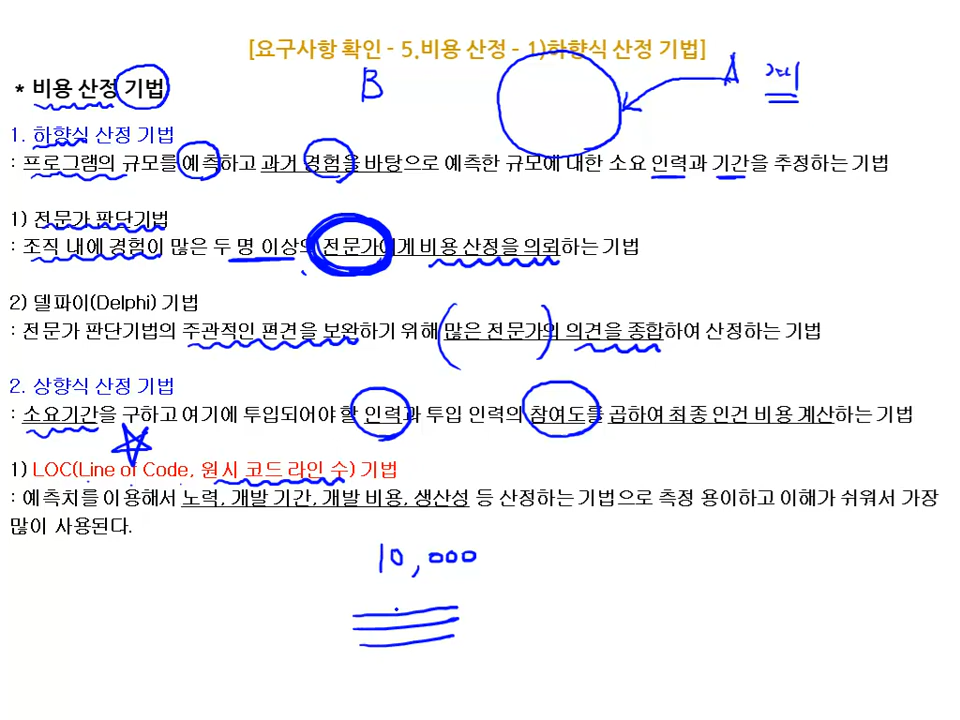 [요구사항 확인 - 5.비용 산정 - 1)하향식 산정 기법]
B
A
* 비용 산정 기법
1. 하향식 산정 기법
: 프로그램의 규모를 예측하고 과거 경험을 바탕으로 예측한 규모에 대한 소요 인력과 기간을 추정하는 기법
1) 전문가 판단기법
: 조직 내에 경험이 많은 두 명 이상의 전문가에게 비용 산정을 의뢰하는 기법
2) 델파이(Delphi) 기법
: 전문가 판단기법의 주관적인 편견을 보완하기 위해 많은 전문가의 의견을 종합하여 산정하는 기법
2. 상향식 산정 기법
: 소요기간을 구하고 여기에 투입되어야 할 인력과 투입 인력의 참여도를 곱하여 최종 인건 비용 계산하는 기법
1) LOC(Line of Code, 원시 코드 라인 수) 기법
: 예측치를 이용해서 노력, 개발 기간, 개발 비용, 생산성 등 산정하는 기법으로 측정 용이하고 이해가 쉬워서 가장
많이 사용된다.
10,000